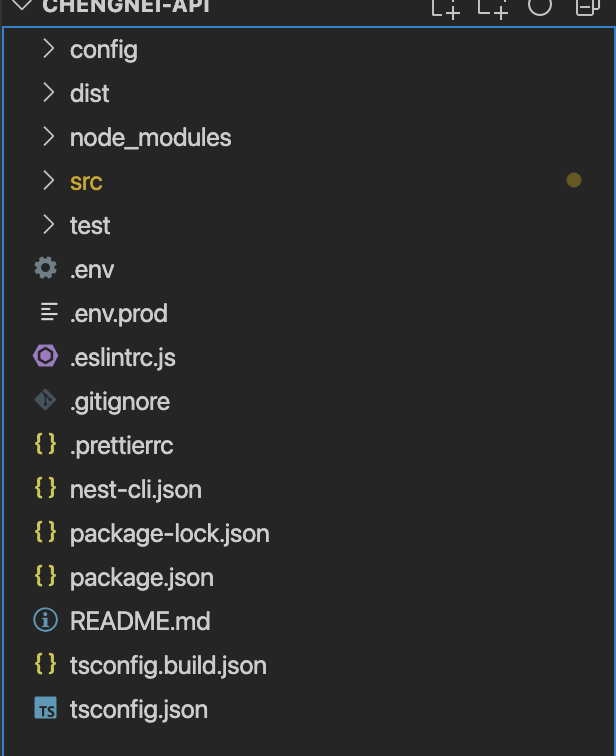 CHENGNEI-API
config
dist
node_modules
src
test
.env
.env.prod
.eslintrc.js
.gitignore
.prettierrc
nest-cli.json
package-lock.json
package.json
README.md
tsconfig.build.json
TS tsconfig.json